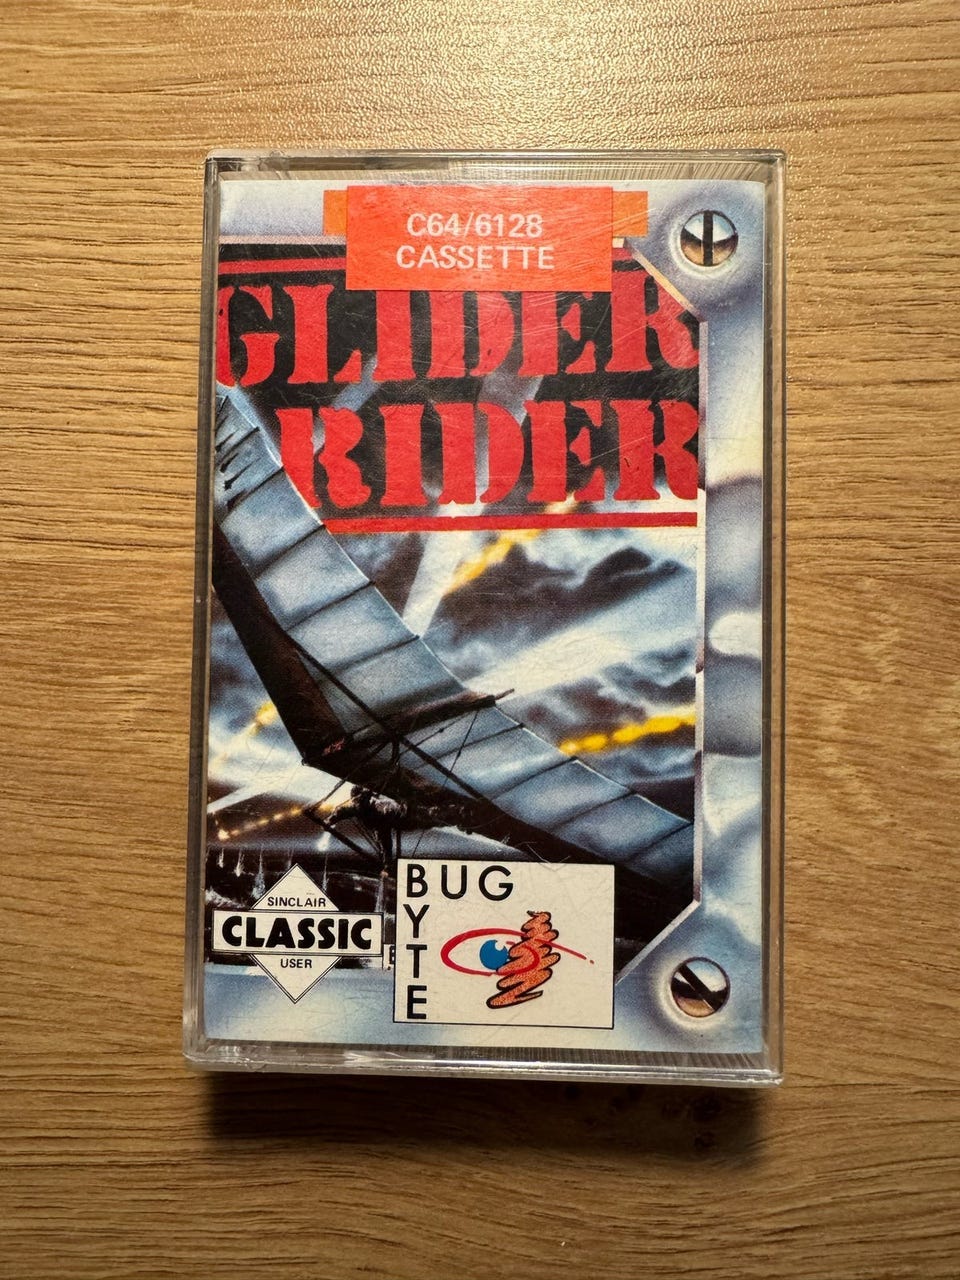 C64/6128
CASSETTE
GLIDER
RIDER
SINCLAIR
CLASSIC
USER
BUG
BYTE